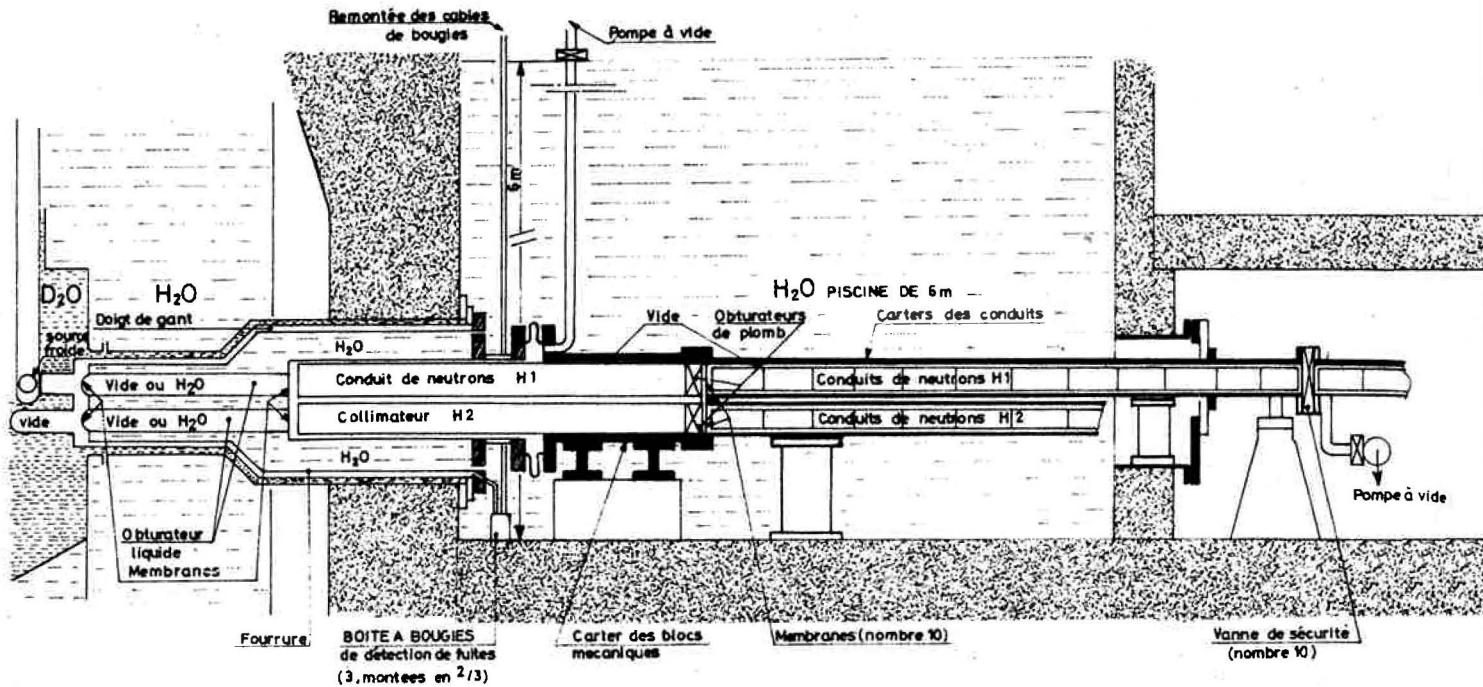 Remontée des cables
de bougies
Pompe à vide
6m
D₂O
H₂O
H₂O PISCINE DE 6m
Doigt de gant
source
froide
H₂O
Vide
Obturateurs
de plomb
Carters des conduits
Vide ou H₂O
Conduit de neutrons H1
Conduits de neutrons H1
vide
Vide ou H₂O
Collimateur H2
Conduits de neutrons H2
H₂O
Pompe à vide
Obturateur
liquide
Membranes
Fourrure
BOITE A BOUGIES
de détection de fuites
(3, montées en 2/3)
Carter des blocs
mecaniques
Membranes (nombre 10)
Vanne de sécurité
(nombre 10)